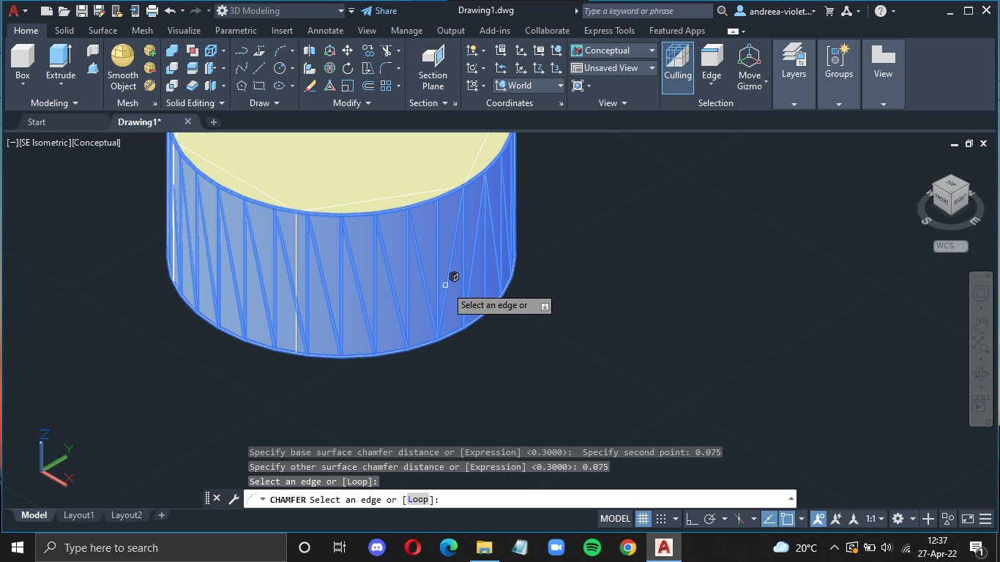 3D Modeling Share Drawing1.dwg Type a keyword or phrase andreea-violet...
Home Solid Surface Mesh Visualize Parametric Insert Annotate View Manage Output Add-ins Collaborate Express Tools Featured Apps
Box Extrude Smooth Object Section Plane World Conceptual Unsaved View Culling Edge Move Gizmo Layers Groups View
Modeling Mesh Solid Editing Draw Modify Section Coordinates View Selection
Start Drawing1*
[−][SE Isometric][Conceptual]
TOP
FRONT RIGHT
W S E
WCS
Select an edge or
Z
Y
X
Specify base surface chamfer distance or [Expression] <0.3000>:  Specify second point: 0.075
Specify other surface chamfer distance or [Expression] <0.3000>: 0.075
Select an edge or [Loop]:
CHAMFER Select an edge or [Loop]:
Model Layout1 Layout2 MODEL 1:1
Type here to search 20°C 12:37
27-Apr-22 1